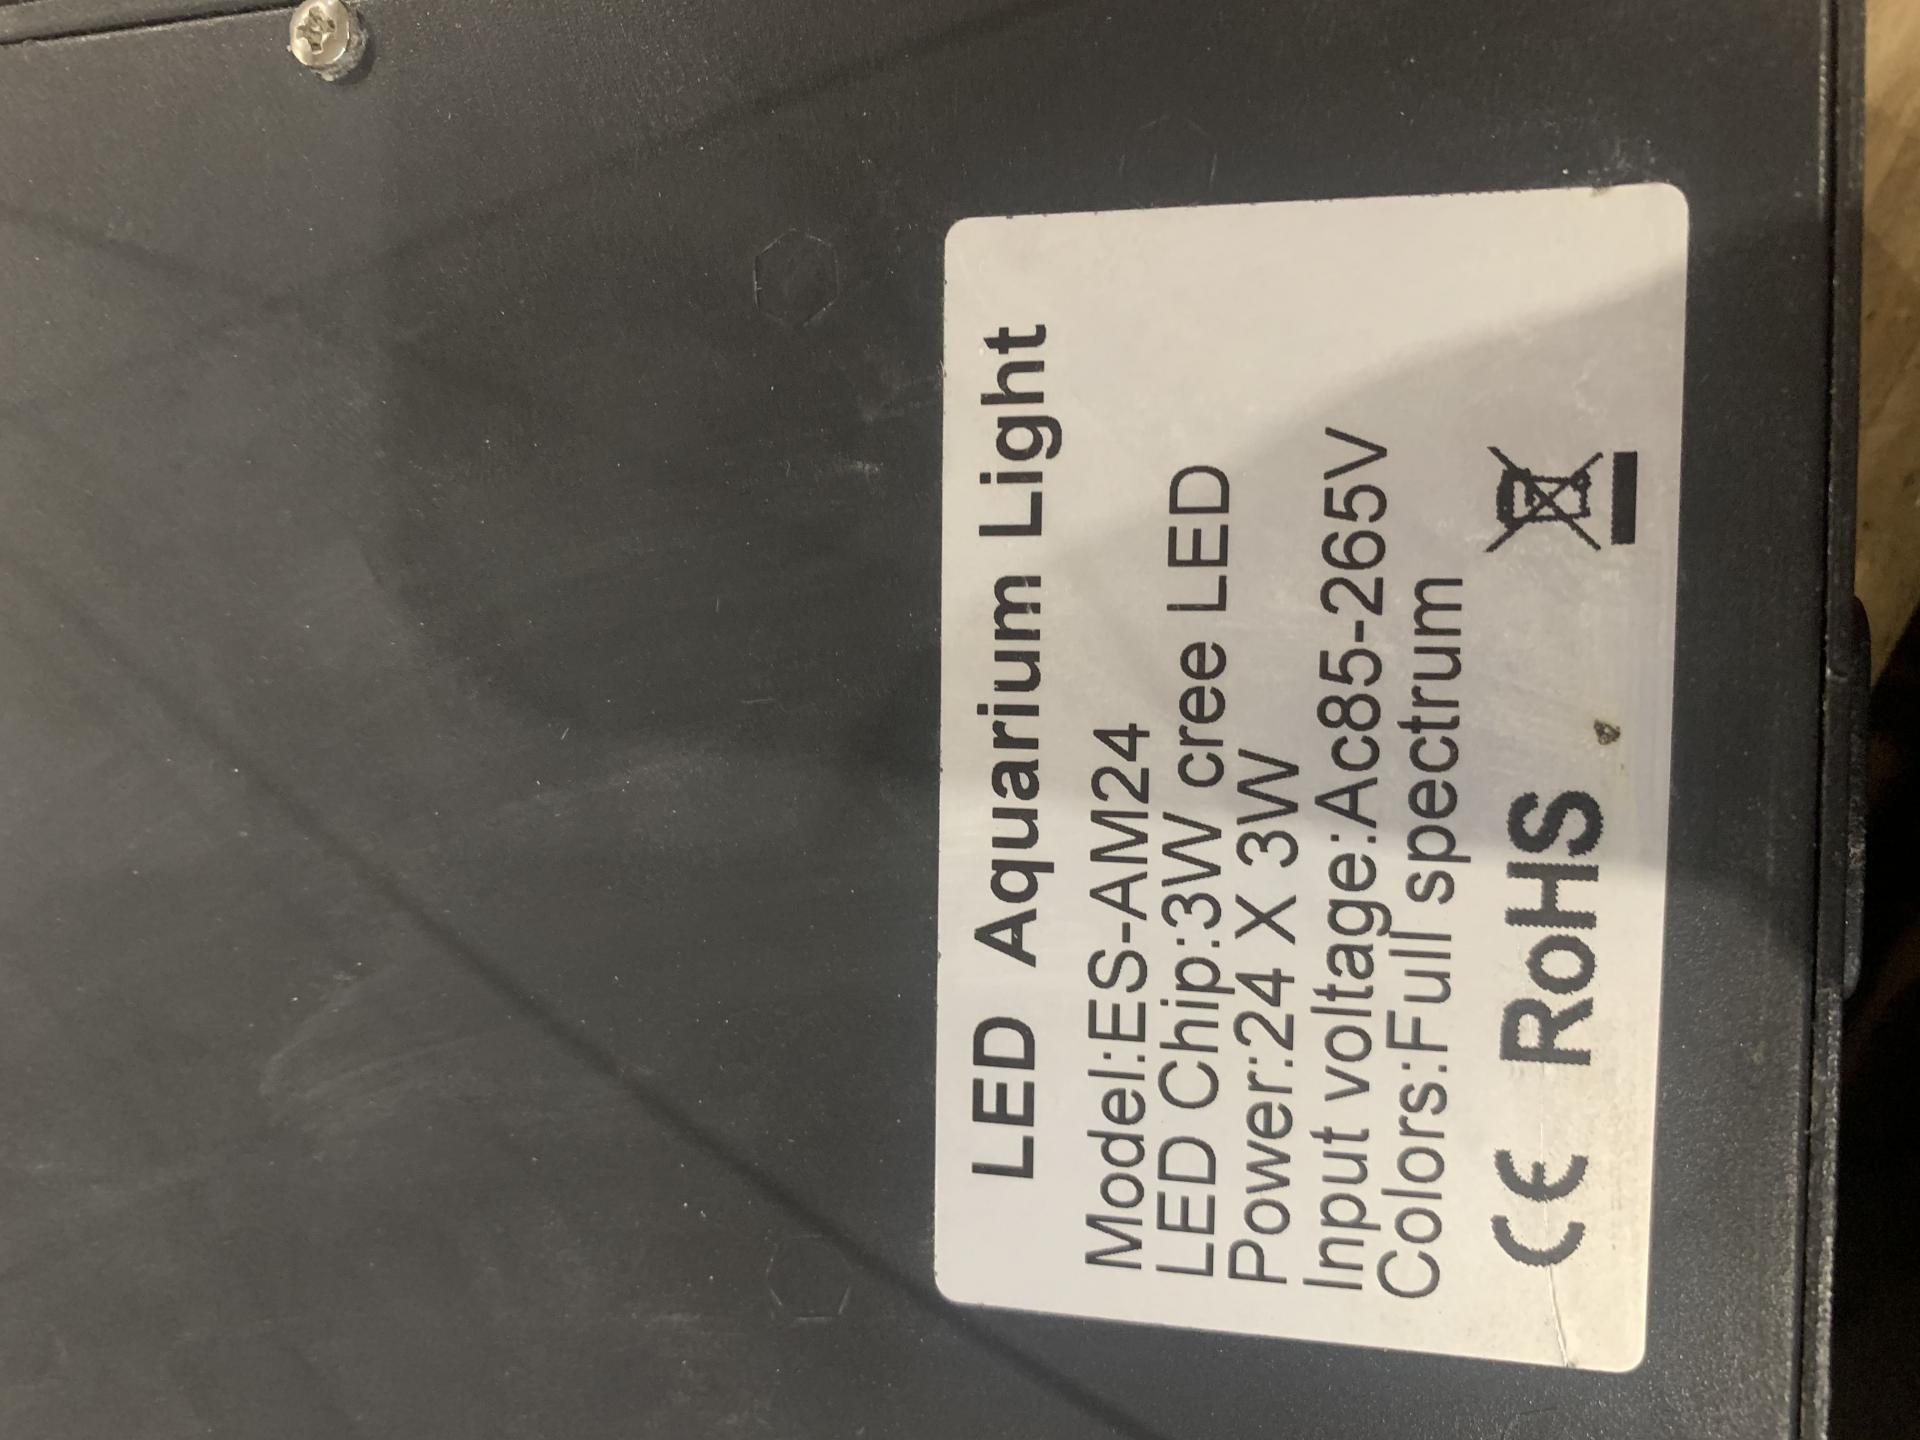 LED Aquarium Light
Model:ES-AM24
LED Chip:3W cree LED
Power:24 X 3W
Input voltage:Ac85-265V
Colors:Full spectrum
CE RoHS